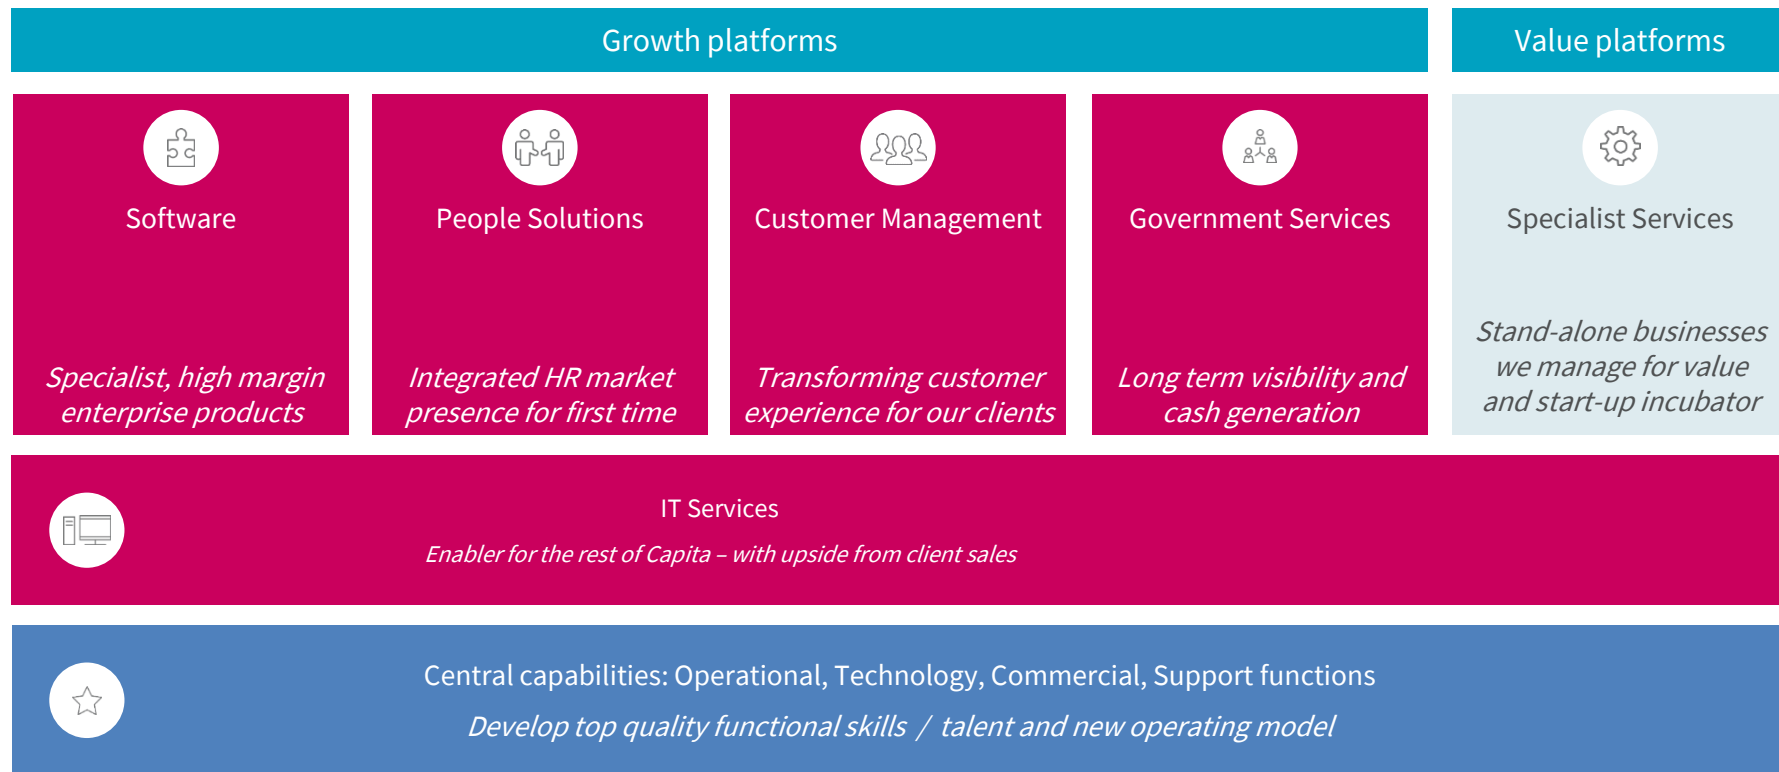 Growth platforms
Value platforms
Software
Specialist, high margin
enterprise products
People Solutions
Integrated HR market
presence for first time
Customer Management
Transforming customer
experience for our clients
Government Services
Long term visibility and
cash generation
Specialist Services
Stand-alone businesses
we manage for value
and start-up incubator
IT Services
Enabler for the rest of Capita – with upside from client sales
Central capabilities: Operational, Technology, Commercial, Support functions
Develop top quality functional skills / talent and new operating model